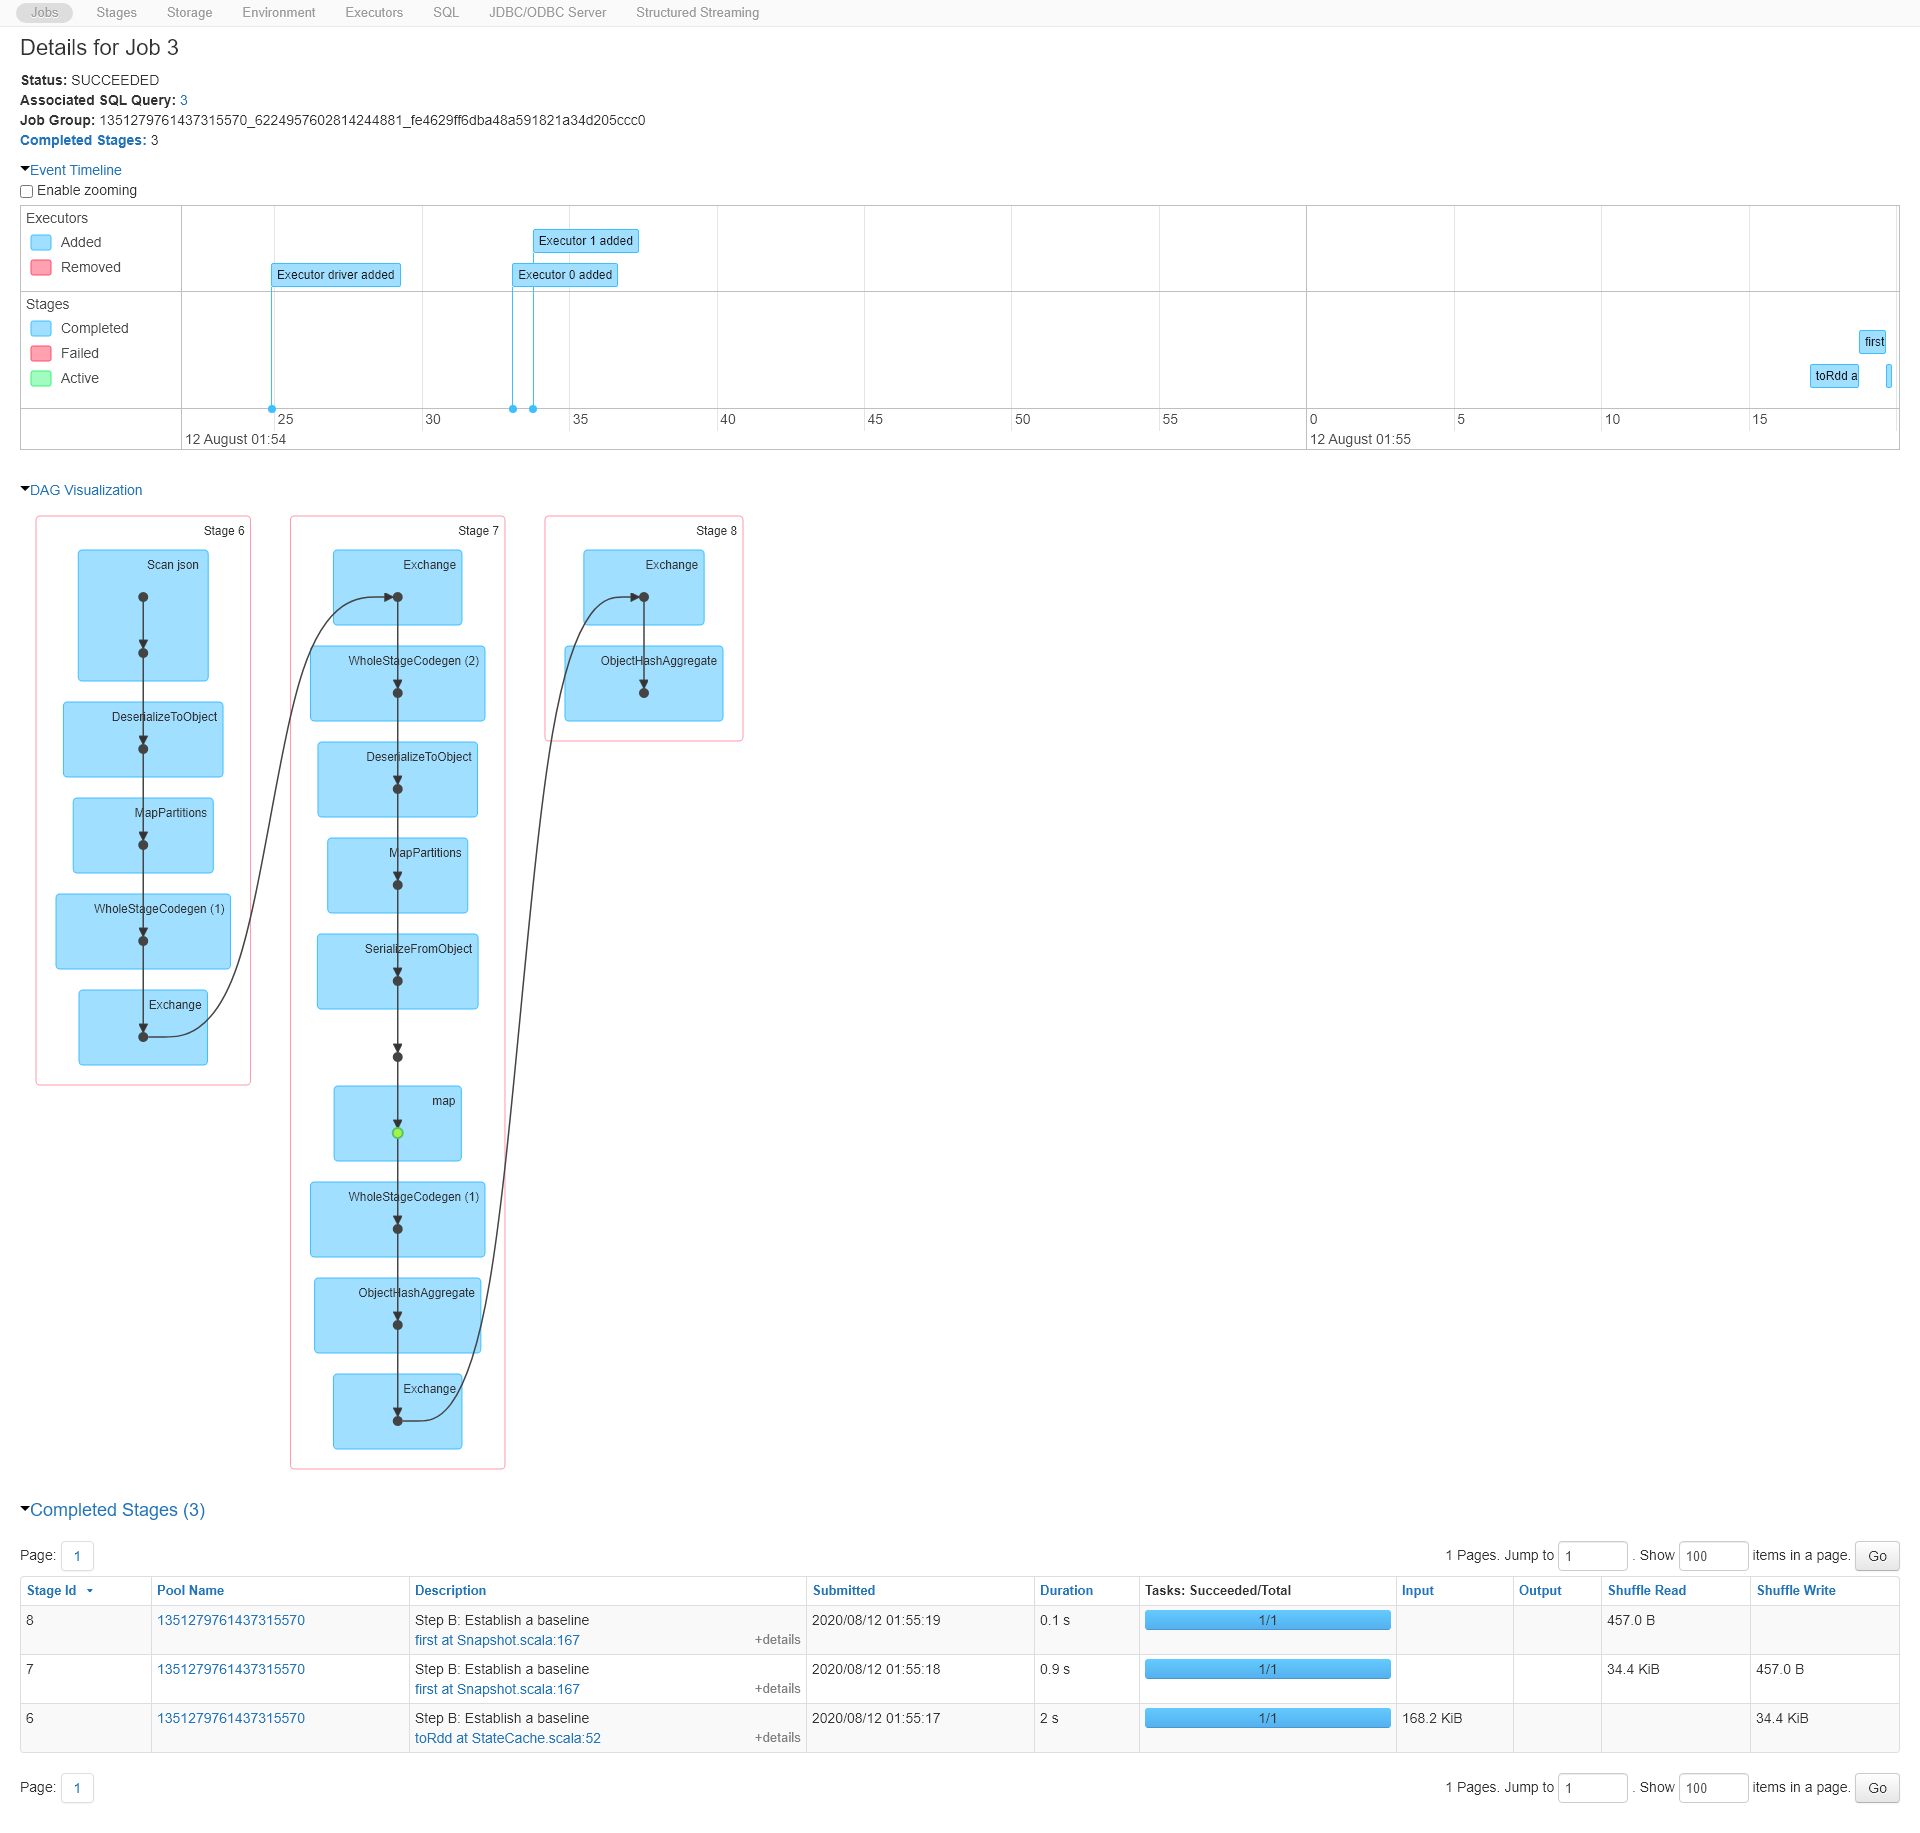 Jobs Stages Storage Environment Executors SQL JDBC/ODBC Server Structured Streaming
Details for Job 3
Status: SUCCEEDED
Associated SQL Query: 3
Job Group: 1351279761437315570_6224957602814244881_fe4629ff6dba48a591821a34d205ccc0
Completed Stages: 3
Event Timeline
Enable zooming
Executors
Added
Removed
Executor 1 added
Executor driver added
Executor 0 added
Stages
Completed
Failed
Active
first
toRdd a
25 30 35 40 45 50 55 0 5 10 15
12 August 01:54 12 August 01:55
DAG Visualization
Stage 6
Scan json
DeserializeToObject
MapPartitions
WholeStageCodegen (1)
Exchange
Stage 7
Exchange
WholeStageCodegen (2)
DeserializeToObject
MapPartitions
SerializeFromObject
map
WholeStageCodegen (1)
ObjectHashAggregate
Exchange
Stage 8
Exchange
ObjectHashAggregate
Completed Stages (3)
Page: 1 1 Pages. Jump to 1 . Show 100 items in a page. Go
Stage Id Pool Name Description Submitted Duration Tasks: Succeeded/Total Input Output Shuffle Read Shuffle Write
8 1351279761437315570 Step B: Establish a baseline 2020/08/12 01:55:19 0.1 s 1/1 457.0 B
first at Snapshot.scala:167 +details
7 1351279761437315570 Step B: Establish a baseline 2020/08/12 01:55:18 0.9 s 1/1 34.4 KiB 457.0 B
first at Snapshot.scala:167 +details
6 1351279761437315570 Step B: Establish a baseline 2020/08/12 01:55:17 2 s 1/1 168.2 KiB 34.4 KiB
toRdd at StateCache.scala:52 +details
Page: 1 1 Pages. Jump to 1 . Show 100 items in a page. Go